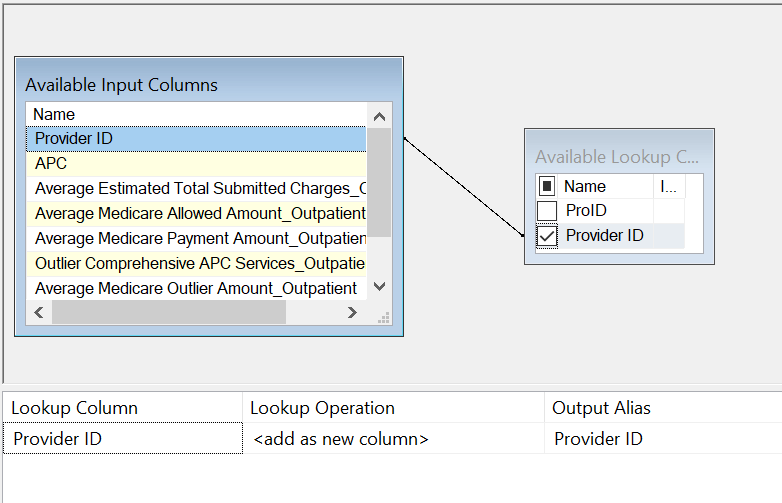 Available Input Columns
Name
Provider ID
APC
Average Estimated Total Submitted Charges_C
Average Medicare Allowed Amount_Outpatient
Average Medicare Payment Amount_Outpatien
Outlier Comprehensive APC Services_Outpatie
Average Medicare Outlier Amount_Outpatient
Available Lookup C...
Name I...
ProID
Provider ID
Lookup Column Lookup Operation Output Alias
Provider ID <add as new column> Provider ID